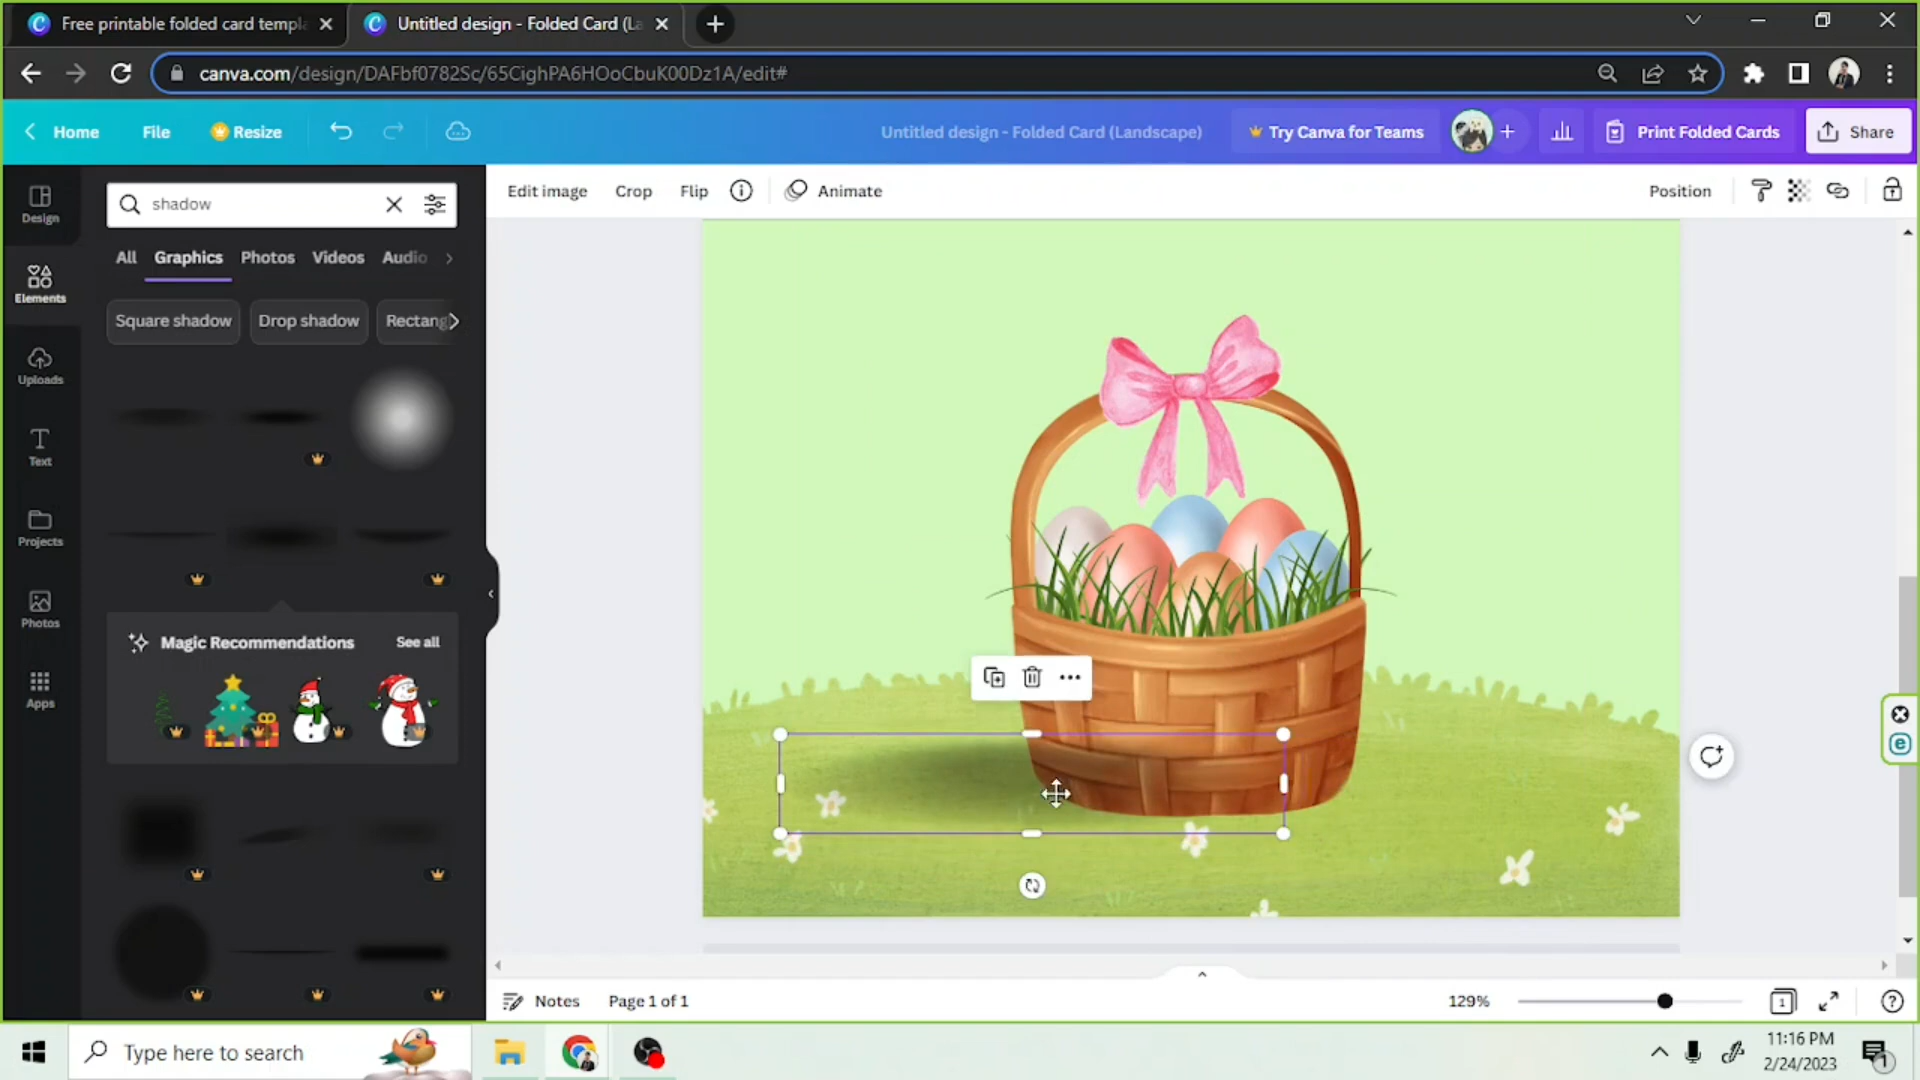 Free printable folded card templ
Untitled design - Folded Card (La
canva.com/design/DAFbf0782Sc/65CighPA6HOoCbuK00Dz1A/edit#
Home
File
Resize
Untitled design - Folded Card (Landscape)
Try Canva for Teams
Print Folded Cards
Share
Design
Elements
Uploads
Text
Projects
Photos
Apps
shadow
All
Graphics
Photos
Videos
Audio
Square shadow
Drop shadow
Rectang
Magic Recommendations
See all
Edit image
Crop
Flip
Animate
Position
Notes
Page 1 of 1
129%
1
Type here to search
11:16 PM
2/24/2023
1